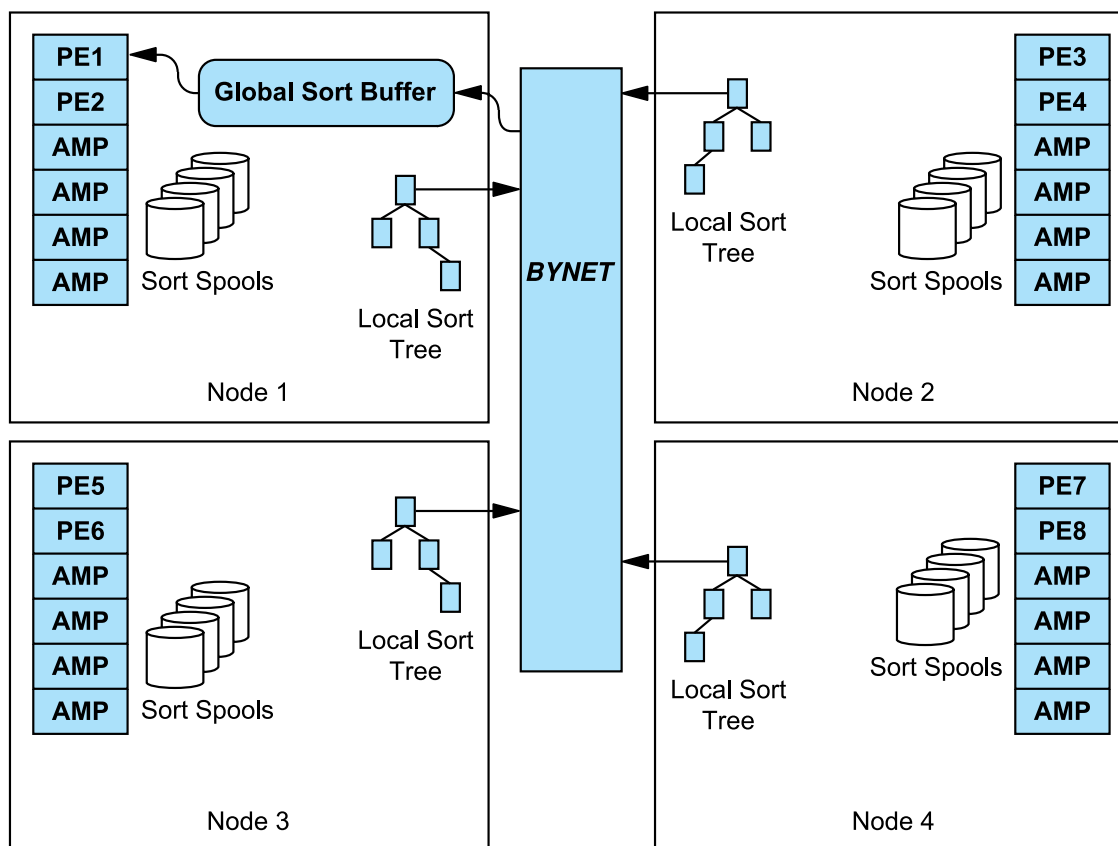 PE1
PE2
AMP
AMP
AMP
AMP
Global Sort Buffer
Sort Spools
Local Sort
Tree
Node 1
BYNET
PE3
PE4
AMP
AMP
AMP
AMP
Local Sort
Tree
Sort Spools
Node 2
PE5
PE6
AMP
AMP
AMP
AMP
Sort Spools
Local Sort
Tree
Node 3
PE7
PE8
AMP
AMP
AMP
AMP
Sort Spools
Local Sort
Tree
Node 4